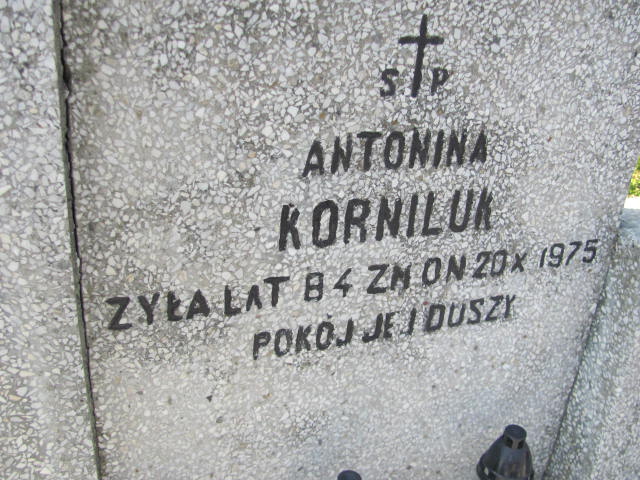 S P
ANTONINA
KORNILUK
ZYŁA LAT 84 ZM ON 20 X 1975
POKÓJ JEJ DUSZY